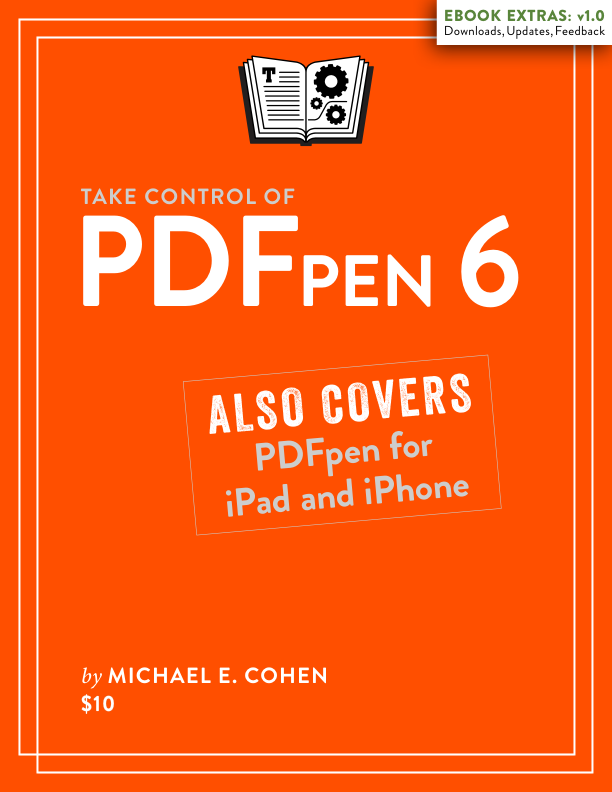 EBOOK EXTRAS: v1.0
Downloads, Updates, Feedback
T
TAKE CONTROL OF
PDFPEN 6
ALSO COVERS
PDFpen for
iPad and iPhone
by MICHAEL E. COHEN
$10